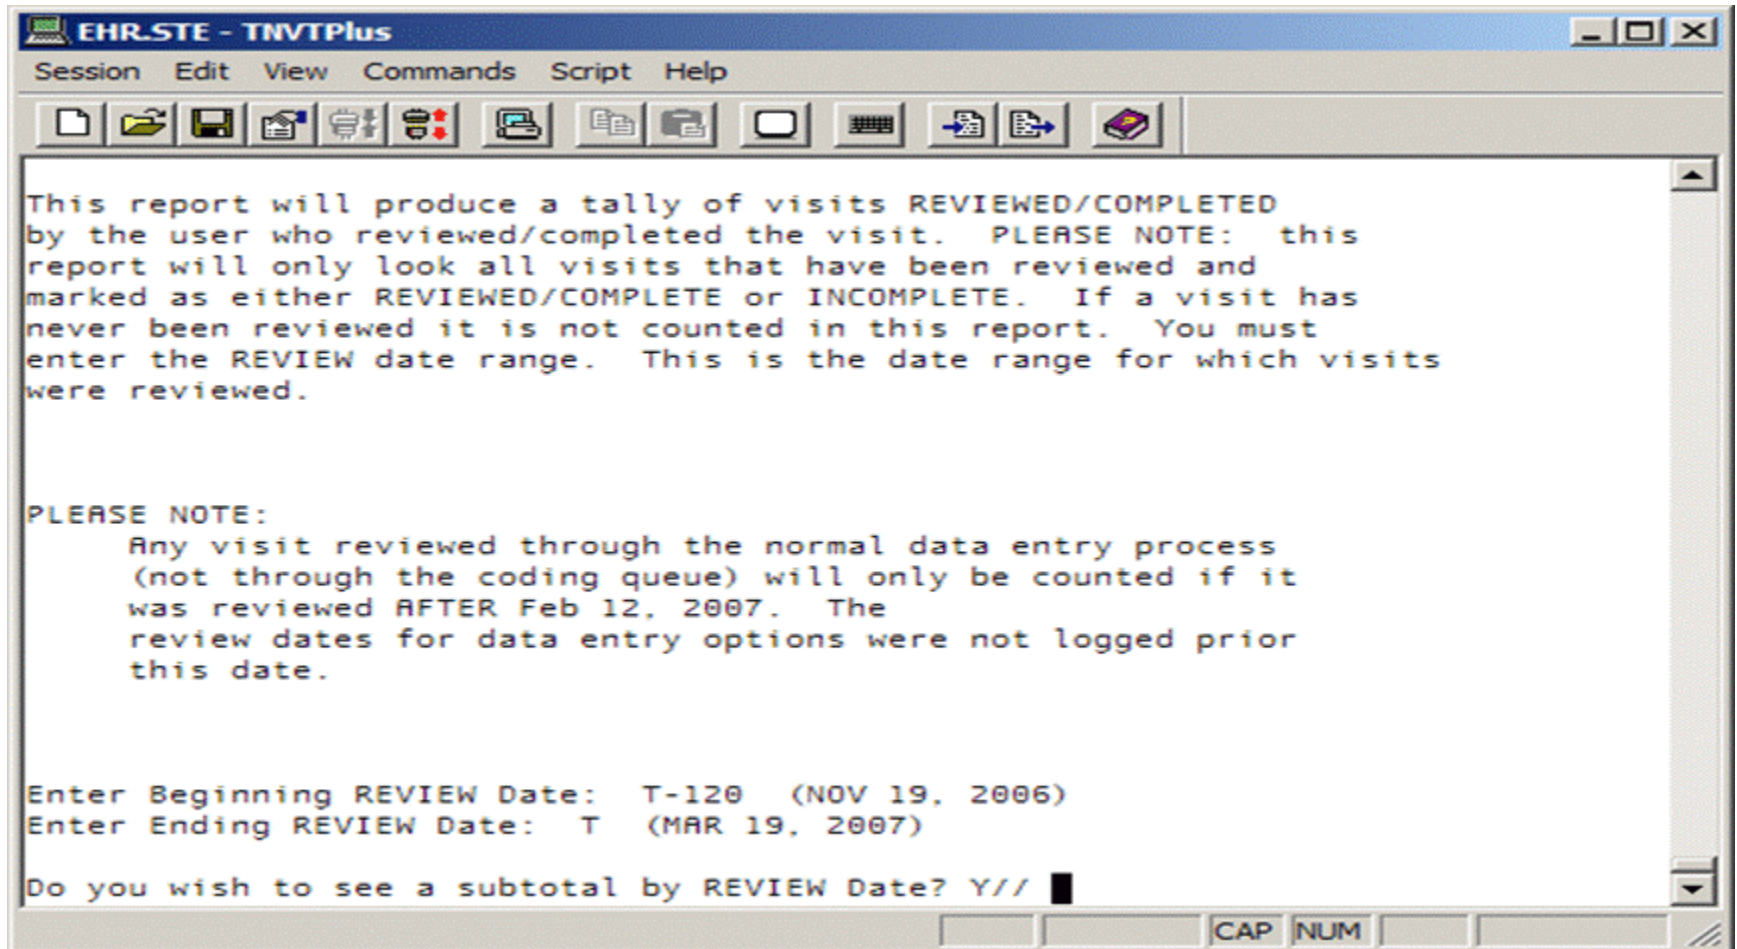 EHR.STE - TNVTPlus
Session Edit View Commands Script Help
This report will produce a tally of visits REVIEWED/COMPLETED
by the user who reviewed/completed the visit.  PLEASE NOTE:  this
report will only look all visits that have been reviewed and
marked as either REVIEWED/COMPLETE or INCOMPLETE.  If a visit has
never been reviewed it is not counted in this report.  You must
enter the REVIEW date range.  This is the date range for which visits
were reviewed.
PLEASE NOTE:
Any visit reviewed through the normal data entry process
(not through the coding queue) will only be counted if it
was reviewed AFTER Feb 12, 2007.  The
review dates for data entry options were not logged prior
this date.
Enter Beginning REVIEW Date:  T-120  (NOV 19, 2006)
Enter Ending REVIEW Date:  T  (MAR 19, 2007)
Do you wish to see a subtotal by REVIEW Date? Y//
CAP NUM